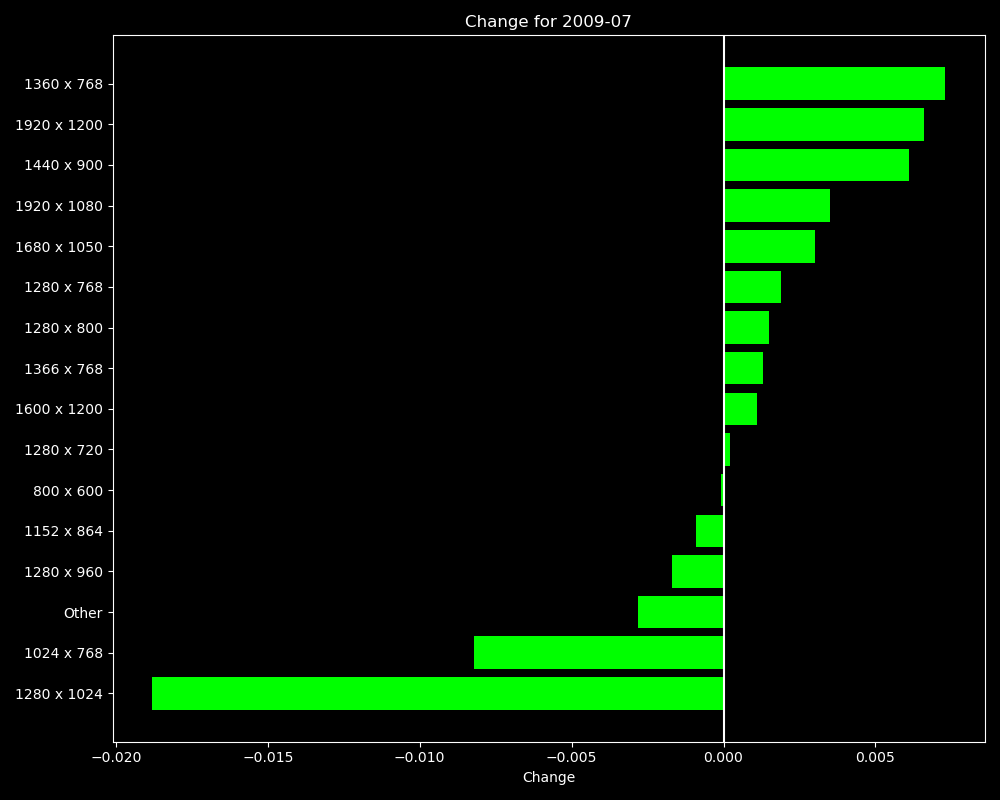 Change for 2009-07
1360 x 768
1920 x 1200
1440 x 900
1920 x 1080
1680 x 1050
1280 x 768
1280 x 800
1366 x 768
1600 x 1200
1280 x 720
800 x 600
1152 x 864
1280 x 960
Other
1024 x 768
1280 x 1024
−0.020 −0.015 −0.010 −0.005 0.000 0.005
Change